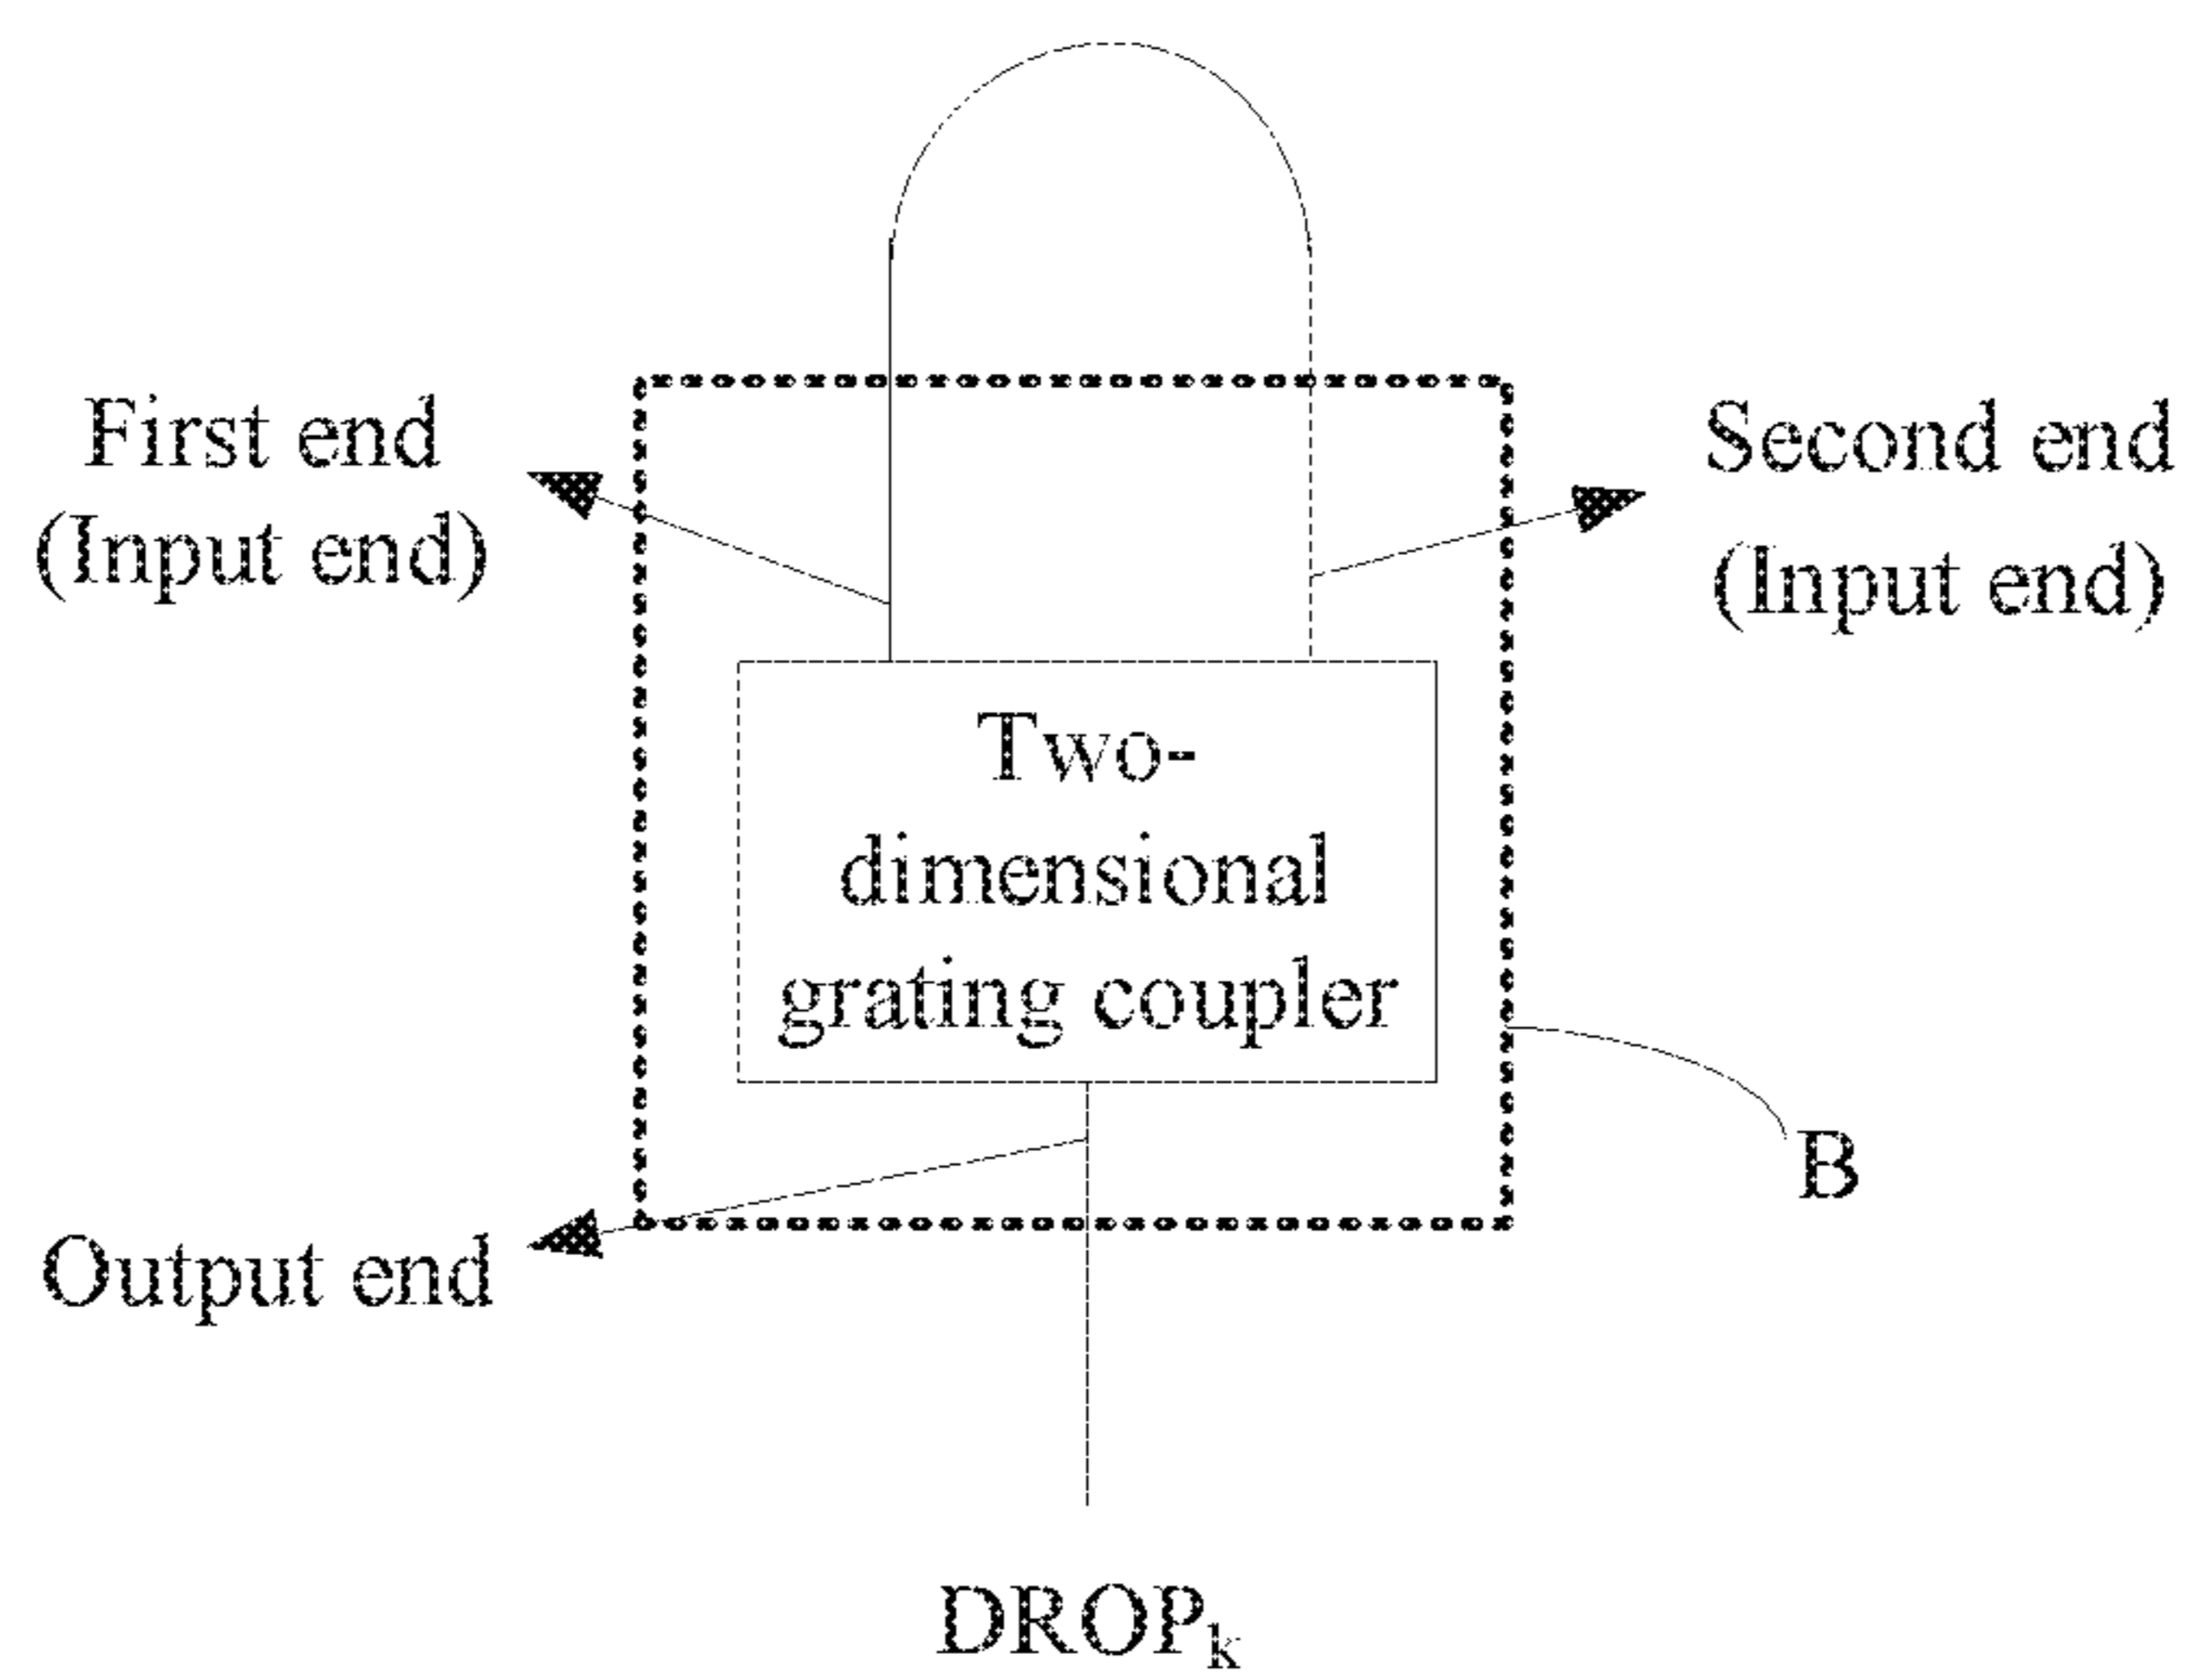 First end
(Input end)
Second end
(Input end)
Two-
dimensional
grating coupler
B
Output end
DROPk